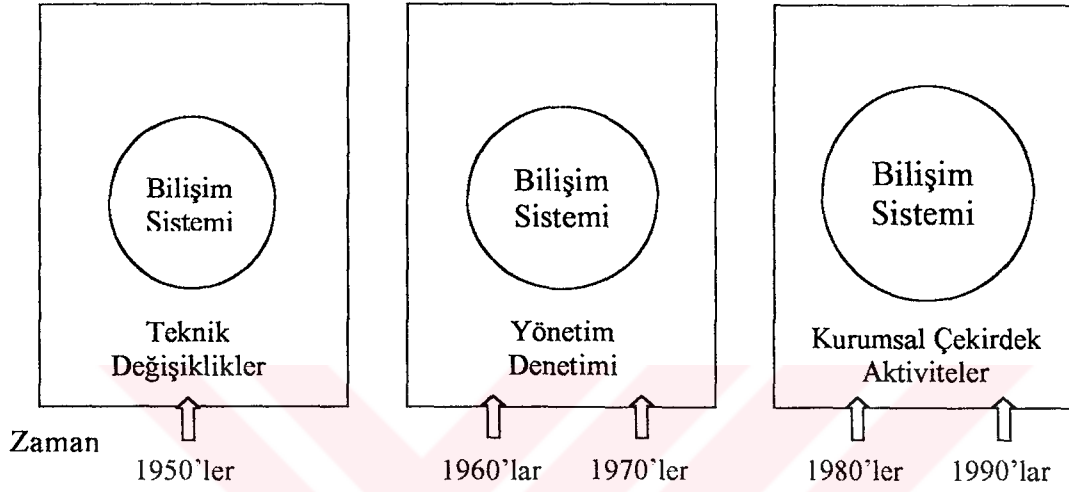 Bilişim
Sistemi
Teknik
Değişiklikler
Bilişim
Sistemi
Yönetim
Denetimi
Bilişim
Sistemi
Kurumsal Çekirdek
Aktiviteler
Zaman
1950’ler
1960’lar
1970’ler
1980’ler
1990’lar